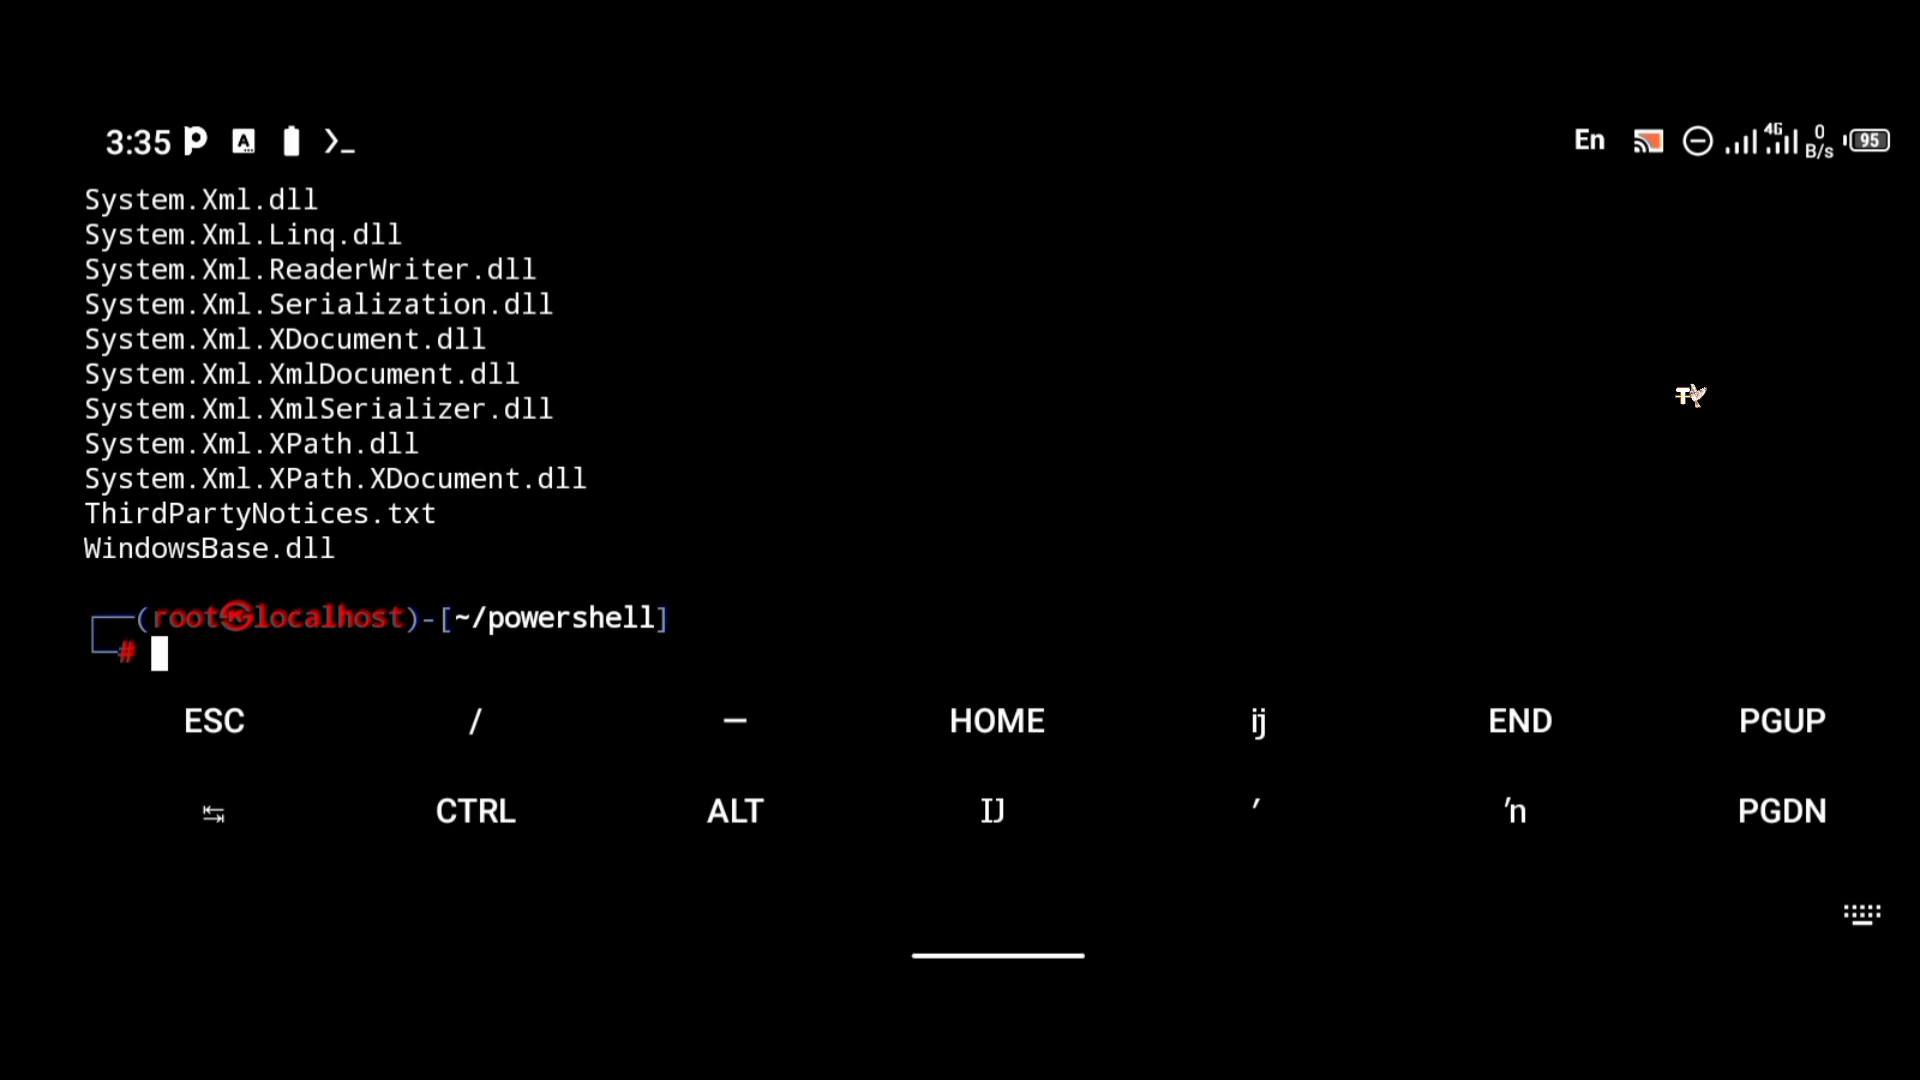 3:35 En 4G 0 B/s 95
System.Xml.dll
System.Xml.Linq.dll
System.Xml.ReaderWriter.dll
System.Xml.Serialization.dll
System.Xml.XDocument.dll
System.Xml.XmlDocument.dll
System.Xml.XmlSerializer.dll
System.Xml.XPath.dll
System.Xml.XPath.XDocument.dll
ThirdPartyNotices.txt
WindowsBase.dll
┌──(root㉿localhost)-[~/powershell]
└─#
ESC / — HOME ĳ END PGUP
↹ CTRL ALT Ĳ ′ ŉ PGDN